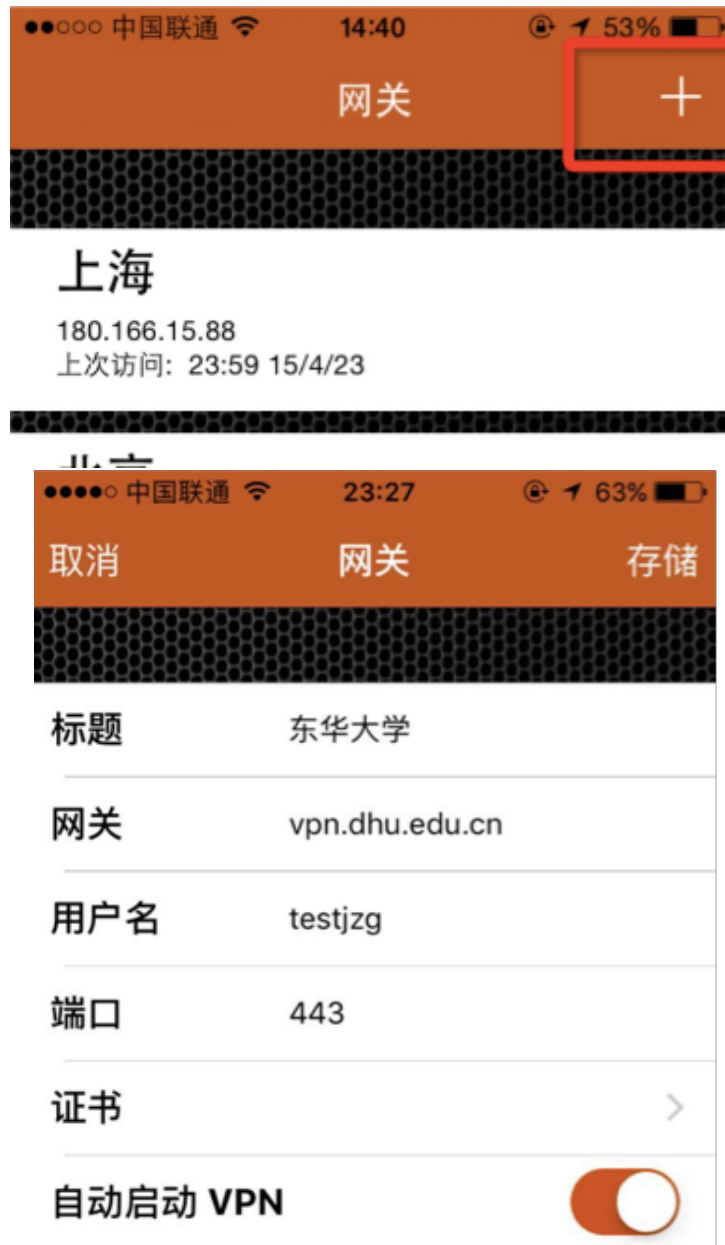 中国联通 14:40 53%
网关 +
上海
180.166.15.88
上次访问: 23:59 15/4/23
中国联通 23:27 63%
取消 网关 存储
标题 东华大学
网关 vpn.dhu.edu.cn
用户名 testjzg
端口 443
证书
自动启动 VPN